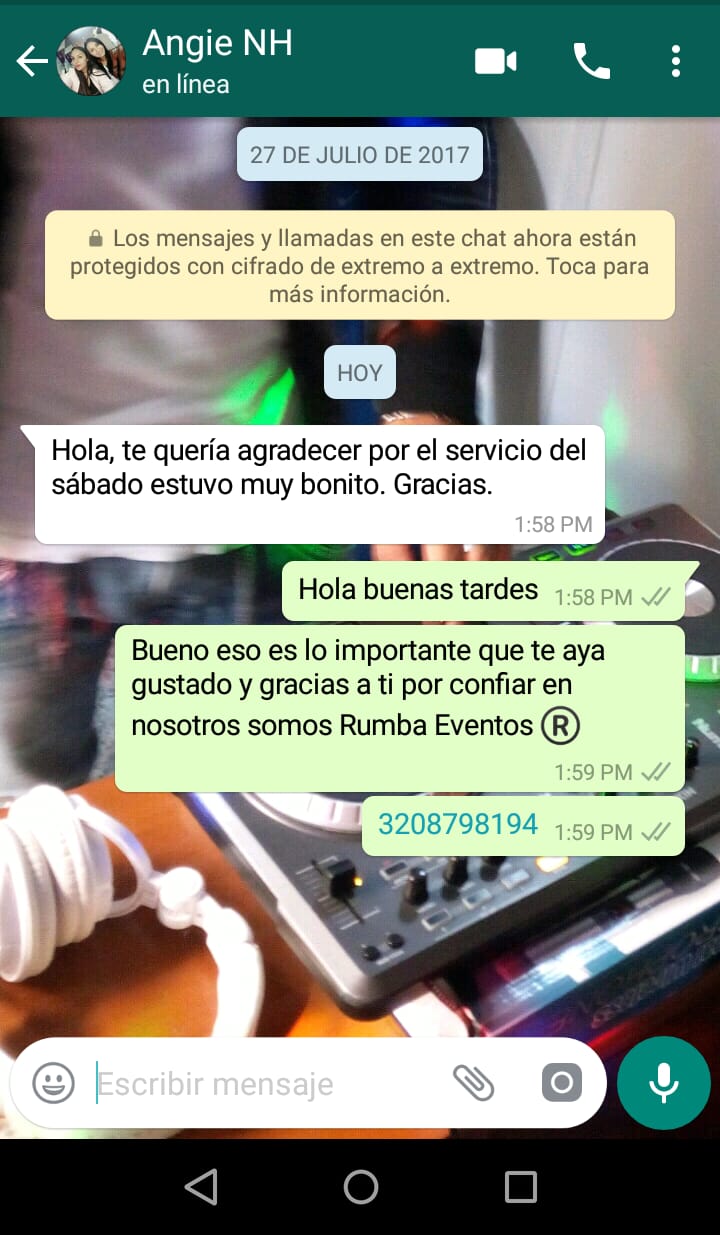 Angie NH
en línea
27 DE JULIO DE 2017
Los mensajes y llamadas en este chat ahora están
protegidos con cifrado de extremo a extremo. Toca para
más información.
HOY
Hola, te quería agradecer por el servicio del
sábado estuvo muy bonito. Gracias.
1:58 PM
Hola buenas tardes 1:58 PM
Bueno eso es lo importante que te aya
gustado y gracias a ti por confiar en
nosotros somos Rumba Eventos ®
1:59 PM
3208798194 1:59 PM
Escribir mensaje